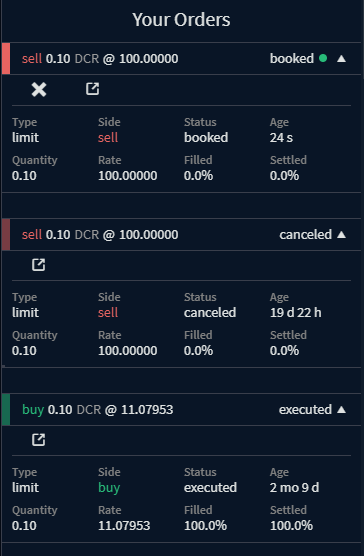 Your Orders
sell 0.10 DCR @ 100.00000 booked
Type Side Status Age
limit sell booked 24 s
Quantity Rate Filled Settled
0.10 100.00000 0.0% 0.0%
sell 0.10 DCR @ 100.00000 canceled
Type Side Status Age
limit sell canceled 19 d 22 h
Quantity Rate Filled Settled
0.10 100.00000 0.0% 0.0%
buy 0.10 DCR @ 11.07953 executed
Type Side Status Age
limit buy executed 2 mo 9 d
Quantity Rate Filled Settled
0.10 11.07953 100.0% 100.0%